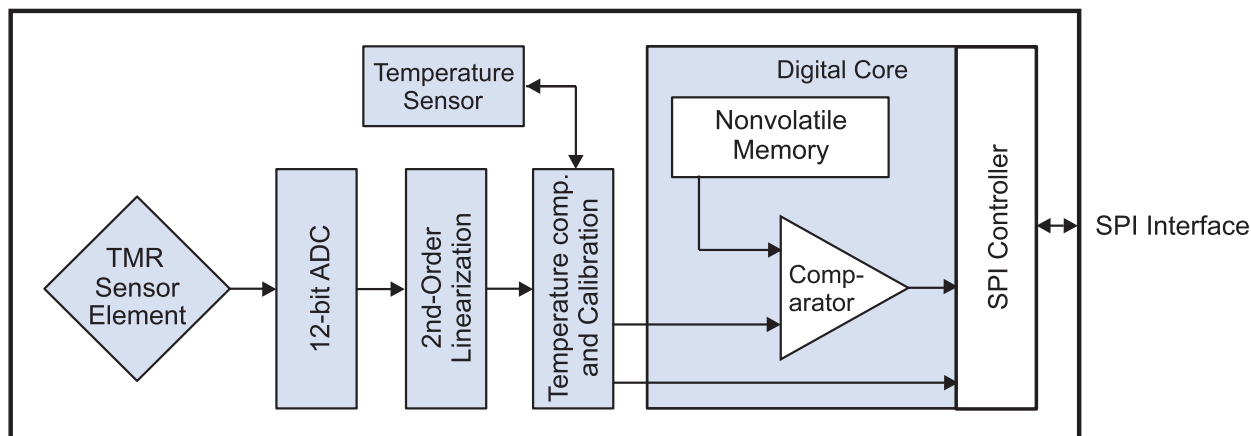 Temperature
Sensor
Digital Core
Nonvolatile
Memory
TMR
Sensor
Element
12-bit ADC
2nd-Order
Linearization
Temperature comp.
and Calibration
Comp-
arator
SPI Controller
SPI Interface